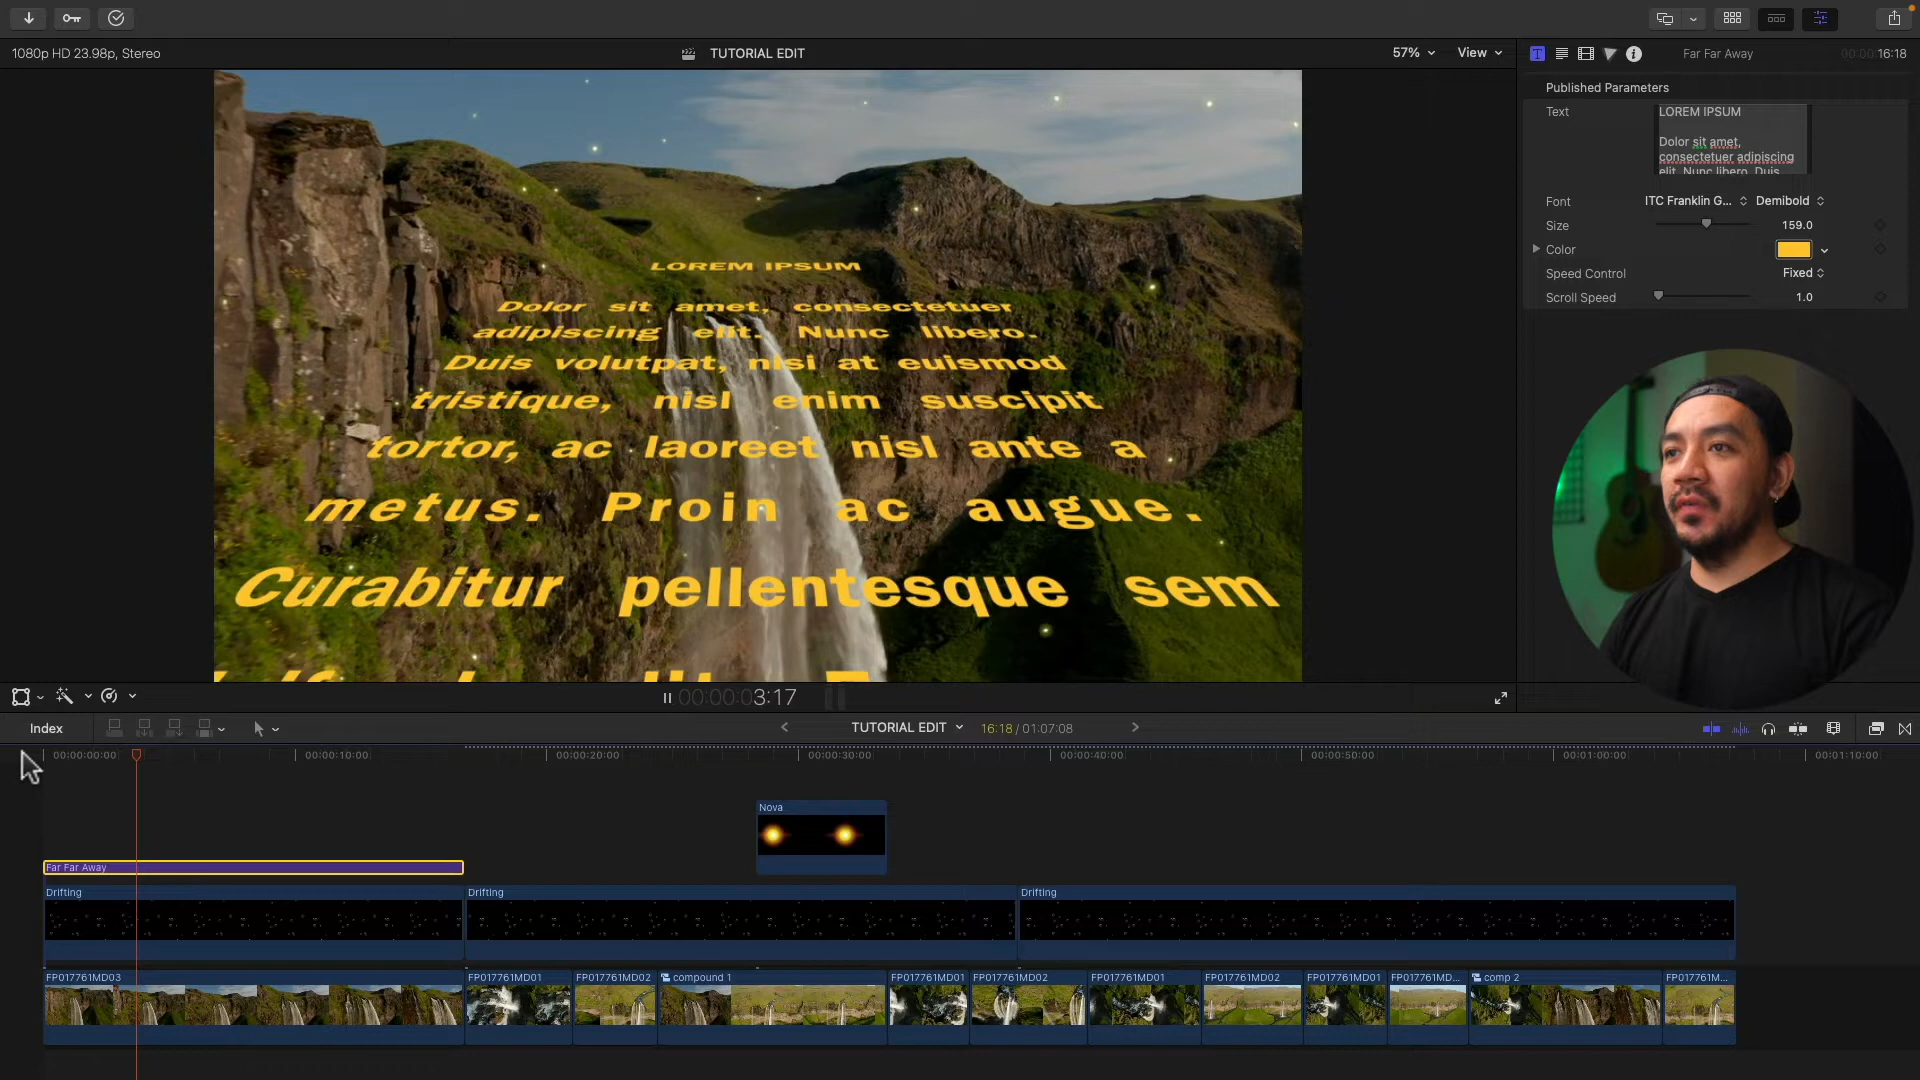 1080p HD 23.98p, Stereo
TUTORIAL EDIT
57%
View
Far Far Away
00:00:16:18
Published Parameters
Text
LOREM IPSUM
Dolor sit amet,
consectetuer adipiscing
elit. Nunc libero. Duis
Font
ITC Franklin G...
Demibold
Size
159.0
Color
Speed Control
Fixed
Scroll Speed
1.0
LOREM IPSUM
Dolor sit amet, consectetuer
adipiscing elit. Nunc libero.
Duis volutpat, nisi at euismod
tristique, nisl enim suscipit
tortor, ac laoreet nisl ante a
metus. Proin ac augue.
Curabitur pellentesque sem
00:00:03:17
Index
TUTORIAL EDIT
16:18 / 01:07:08
00:00:00:00
00:00:10:00
00:00:20:00
00:00:30:00
00:00:40:00
00:00:50:00
00:01:00:00
00:01:10:00
Nova
Far Far Away
Drifting
Drifting
Drifting
FP017761MD03
FP017761MD01
FP017761MD02
compound 1
FP017761MD01
FP017761MD02
FP017761MD01
FP017761MD02
FP017761MD01
FP017761MD...
comp 2
FP017761M...